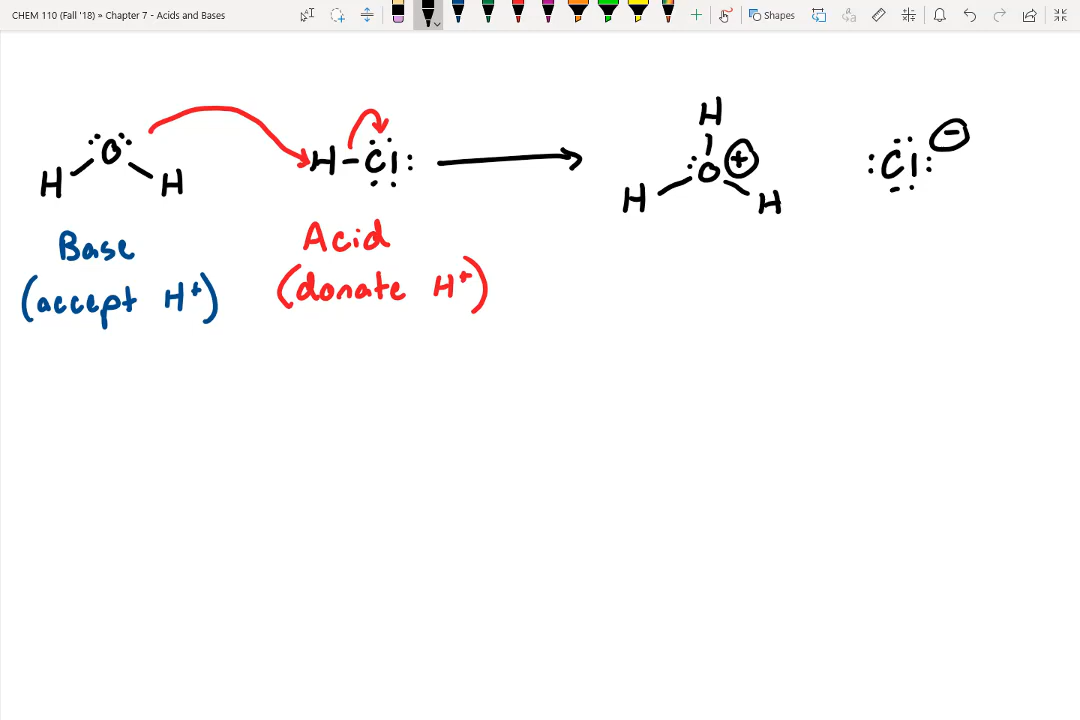 CHEM 110 (Fall '18) » Chapter 7 - Acids and Bases
Shapes
H
:O: H–Cl: :O⊕ :Cl: ⊖
H H H H
Base Acid
(accept H+) (donate H+)